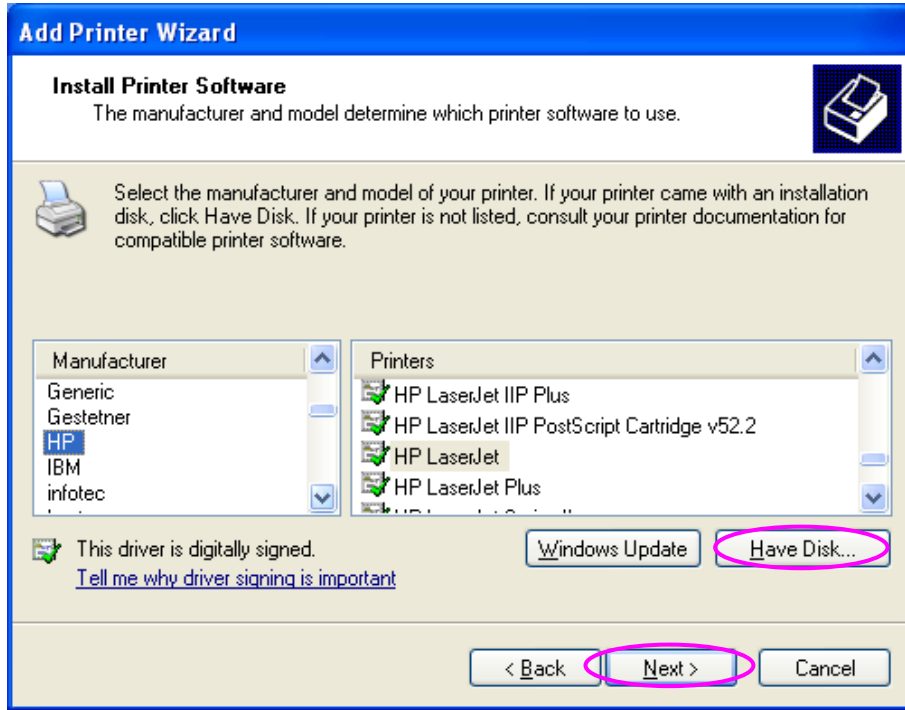 Add Printer Wizard
Install Printer Software
The manufacturer and model determine which printer software to use.
Select the manufacturer and model of your printer. If your printer came with an installation
disk, click Have Disk. If your printer is not listed, consult your printer documentation for
compatible printer software.
Manufacturer
Generic
Gestetner
HP
IBM
infotec
Printers
HP LaserJet IIP Plus
HP LaserJet IIP PostScript Cartridge v52.2
HP LaserJet
HP LaserJet Plus
This driver is digitally signed.
Tell me why driver signing is important
Windows Update
Have Disk...
< Back
Next >
Cancel